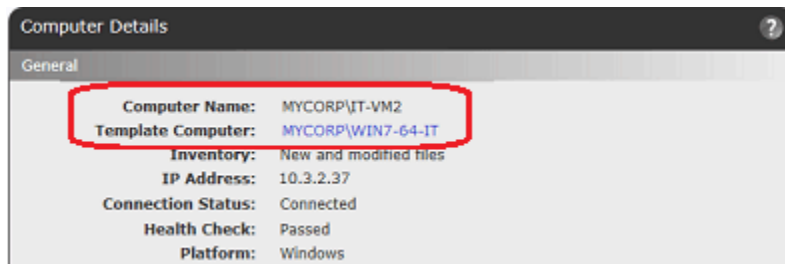 Computer Details ?
General
Computer Name: MYCORP\IT-VM2
Template Computer: MYCORP\WIN7-64-IT
Inventory: New and modified files
IP Address: 10.3.2.37
Connection Status: Connected
Health Check: Passed
Platform: Windows